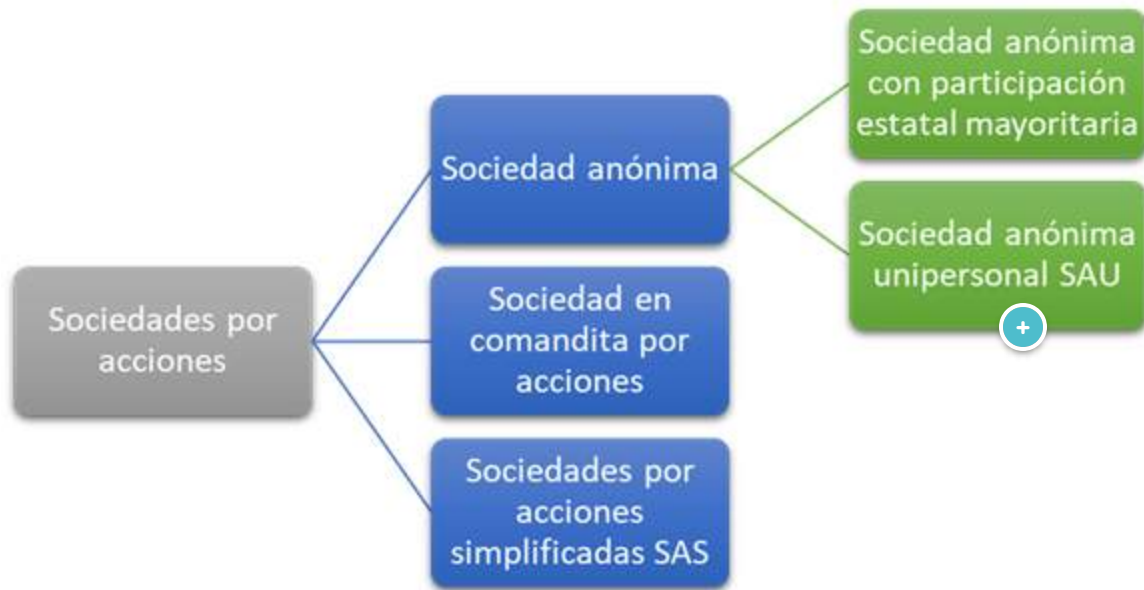 Sociedades por
acciones
Sociedad anónima
Sociedad en
comandita por
acciones
Sociedades por
acciones
simplificadas SAS
Sociedad anónima
con participación
estatal mayoritaria
Sociedad anónima
unipersonal SAU
+